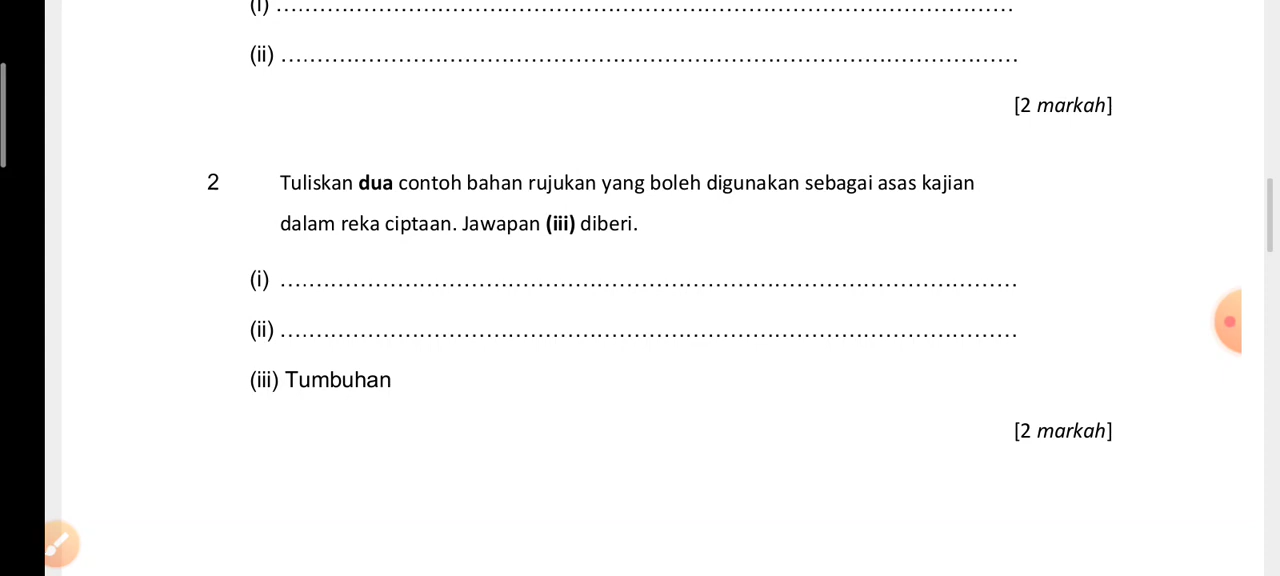 (i) ................................................................................
(ii) ................................................................................
[2 markah]
2 Tuliskan dua contoh bahan rujukan yang boleh digunakan sebagai asas kajian
dalam reka ciptaan. Jawapan (iii) diberi.
(i) ................................................................................
(ii) ................................................................................
(iii) Tumbuhan
[2 markah]